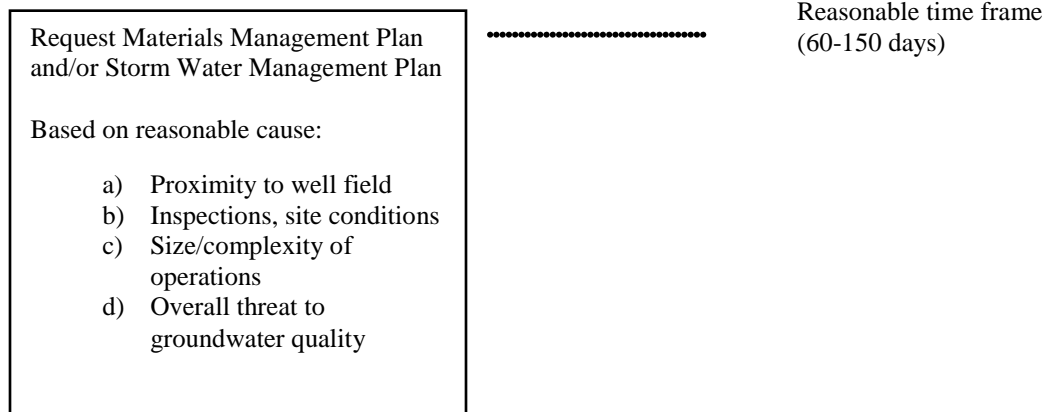 Request Materials Management Plan
and/or Storm Water Management Plan
Based on reasonable cause:
a) Proximity to well field
b) Inspections, site conditions
c) Size/complexity of
operations
d) Overall threat to
groundwater quality
Reasonable time frame
(60-150 days)